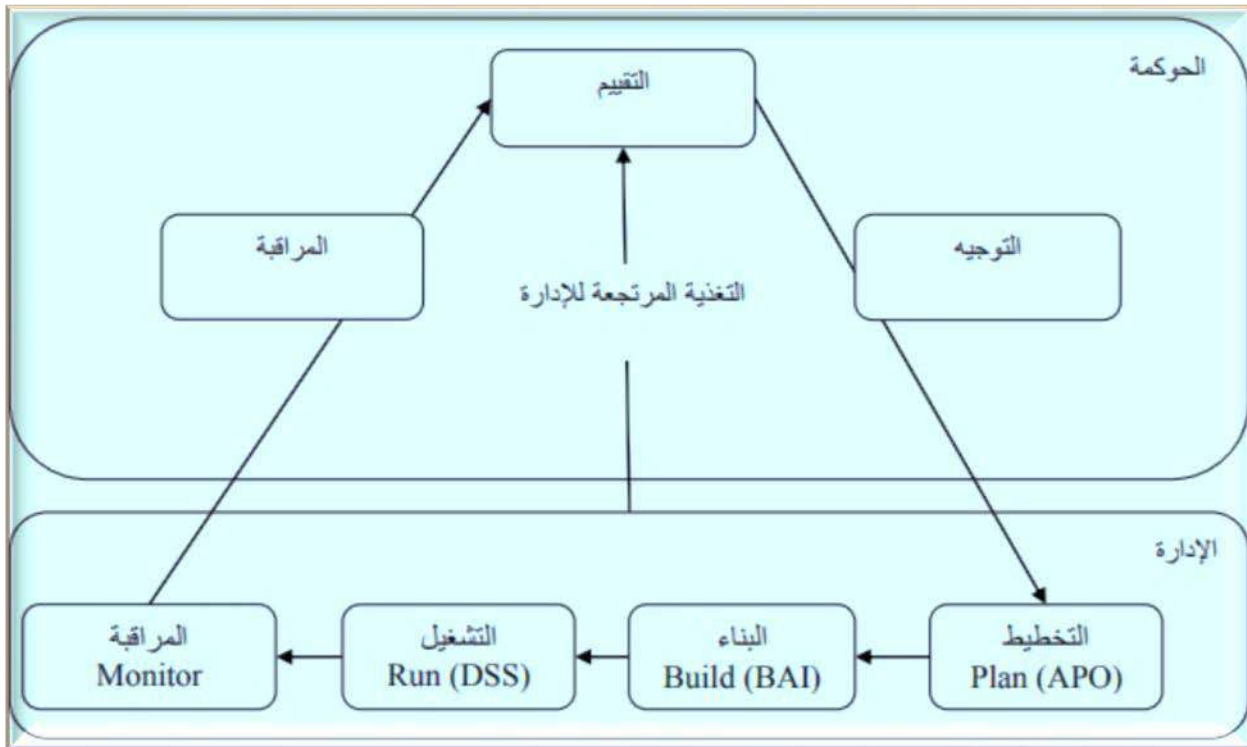 الحوكمة
التقييم
التوجيه
المراقبة
التغذية المرتجعة للإدارة
الإدارة
التخطيط
Plan (APO)
البناء
Build (BAI)
التشغيل
Run (DSS)
المراقبة
Monitor